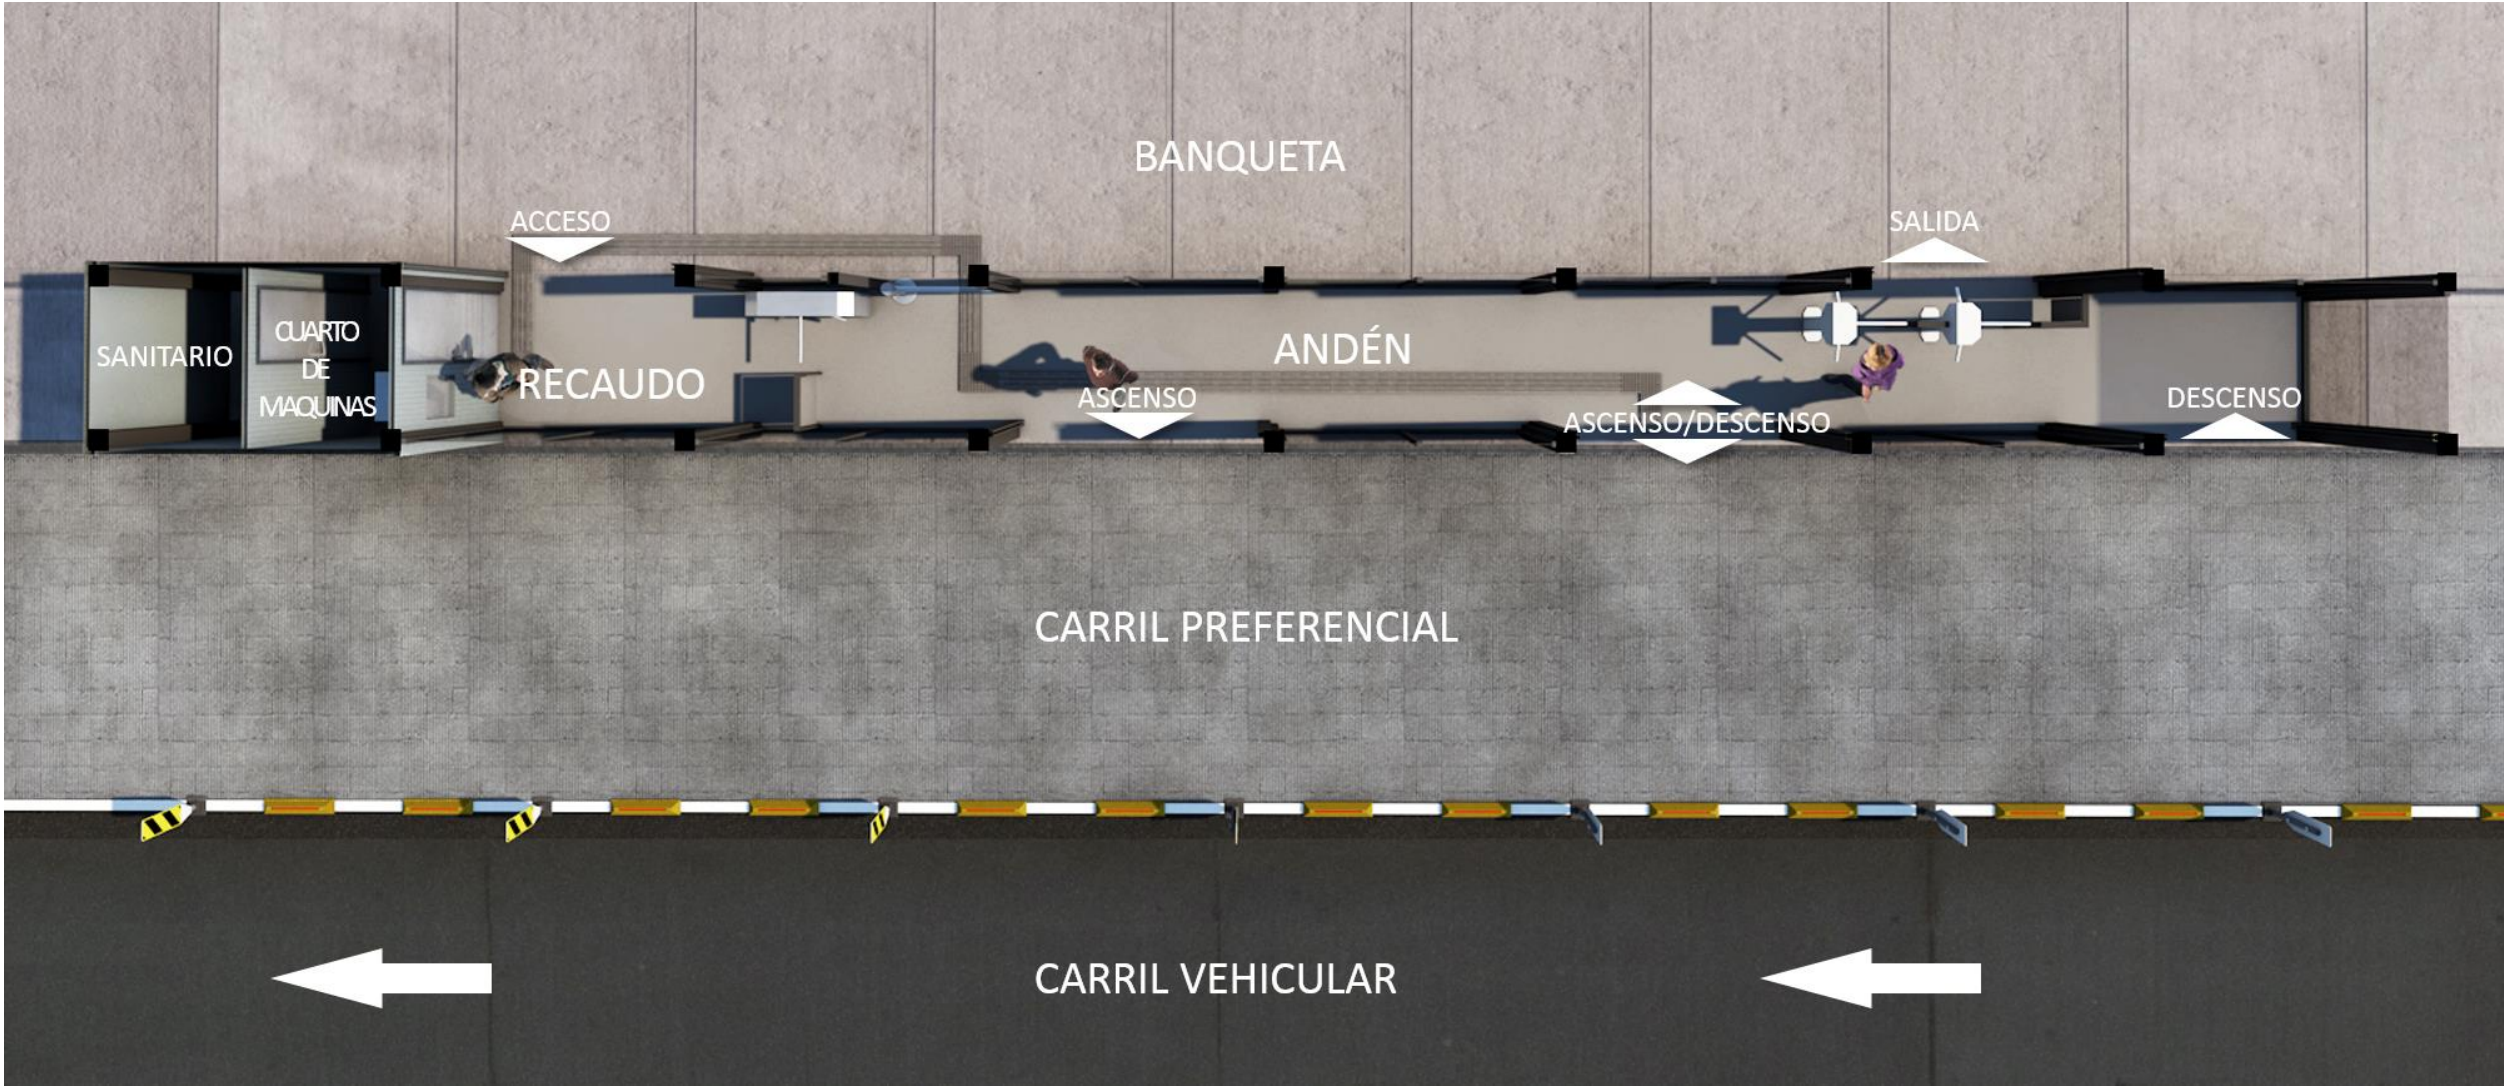 BANQUETA
ACCESO
SALIDA
SANITARIO
CUARTO
DE
MAQUINAS
RECAUDO
ANDÉN
ASCENSO
ASCENSO/DESCENSO
DESCENSO
CARRIL PREFERENCIAL
CARRIL VEHICULAR